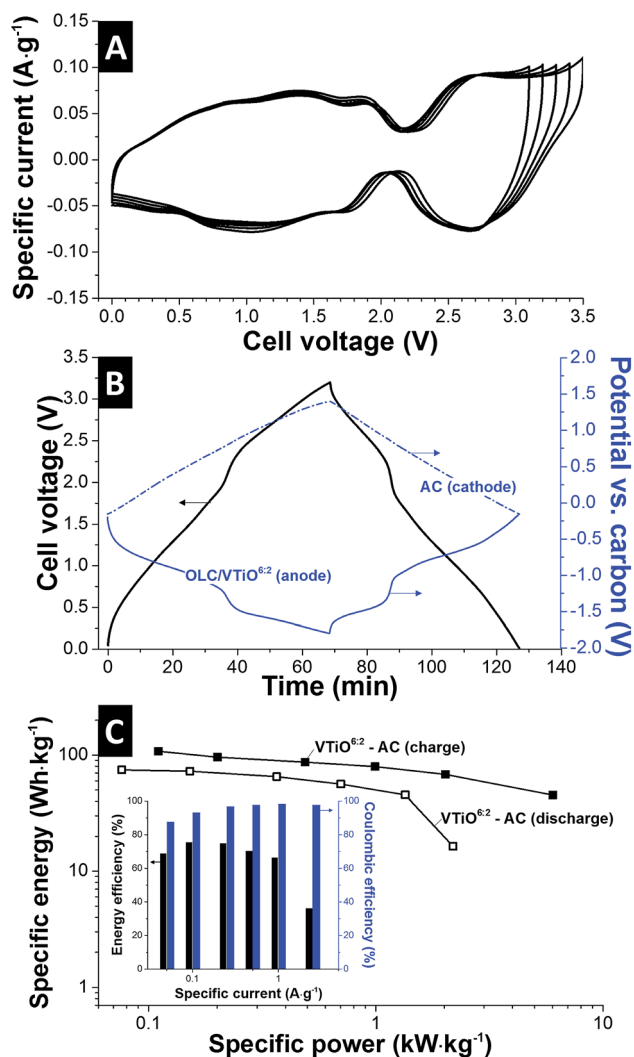 A
Specific current (A·g⁻¹)
0.15
0.10
0.05
0.00
-0.05
-0.10
-0.15
0.0 0.5 1.0 1.5 2.0 2.5 3.0 3.5
Cell voltage (V)
B
Cell voltage (V)
3.5
3.0
2.5
2.0
1.5
1.0
0.5
0.0
AC (cathode)
OLC/VTiO⁶:² (anode)
2.0
1.5
1.0
0.5
0.0
-0.5
-1.0
-1.5
-2.0
Potential vs. carbon (V)
0 20 40 60 80 100 120 140
Time (min)
C
Specific energy (Wh·kg⁻¹)
100
10
1
VTiO⁶:² - AC (charge)
VTiO⁶:² - AC (discharge)
Energy efficiency (%)
100
80
60
40
20
0
100
80
60
40
20
0
Coulombic efficiency (%)
0.1 1
Specific current (A·g⁻¹)
0.1 1 10
Specific power (kW·kg⁻¹)